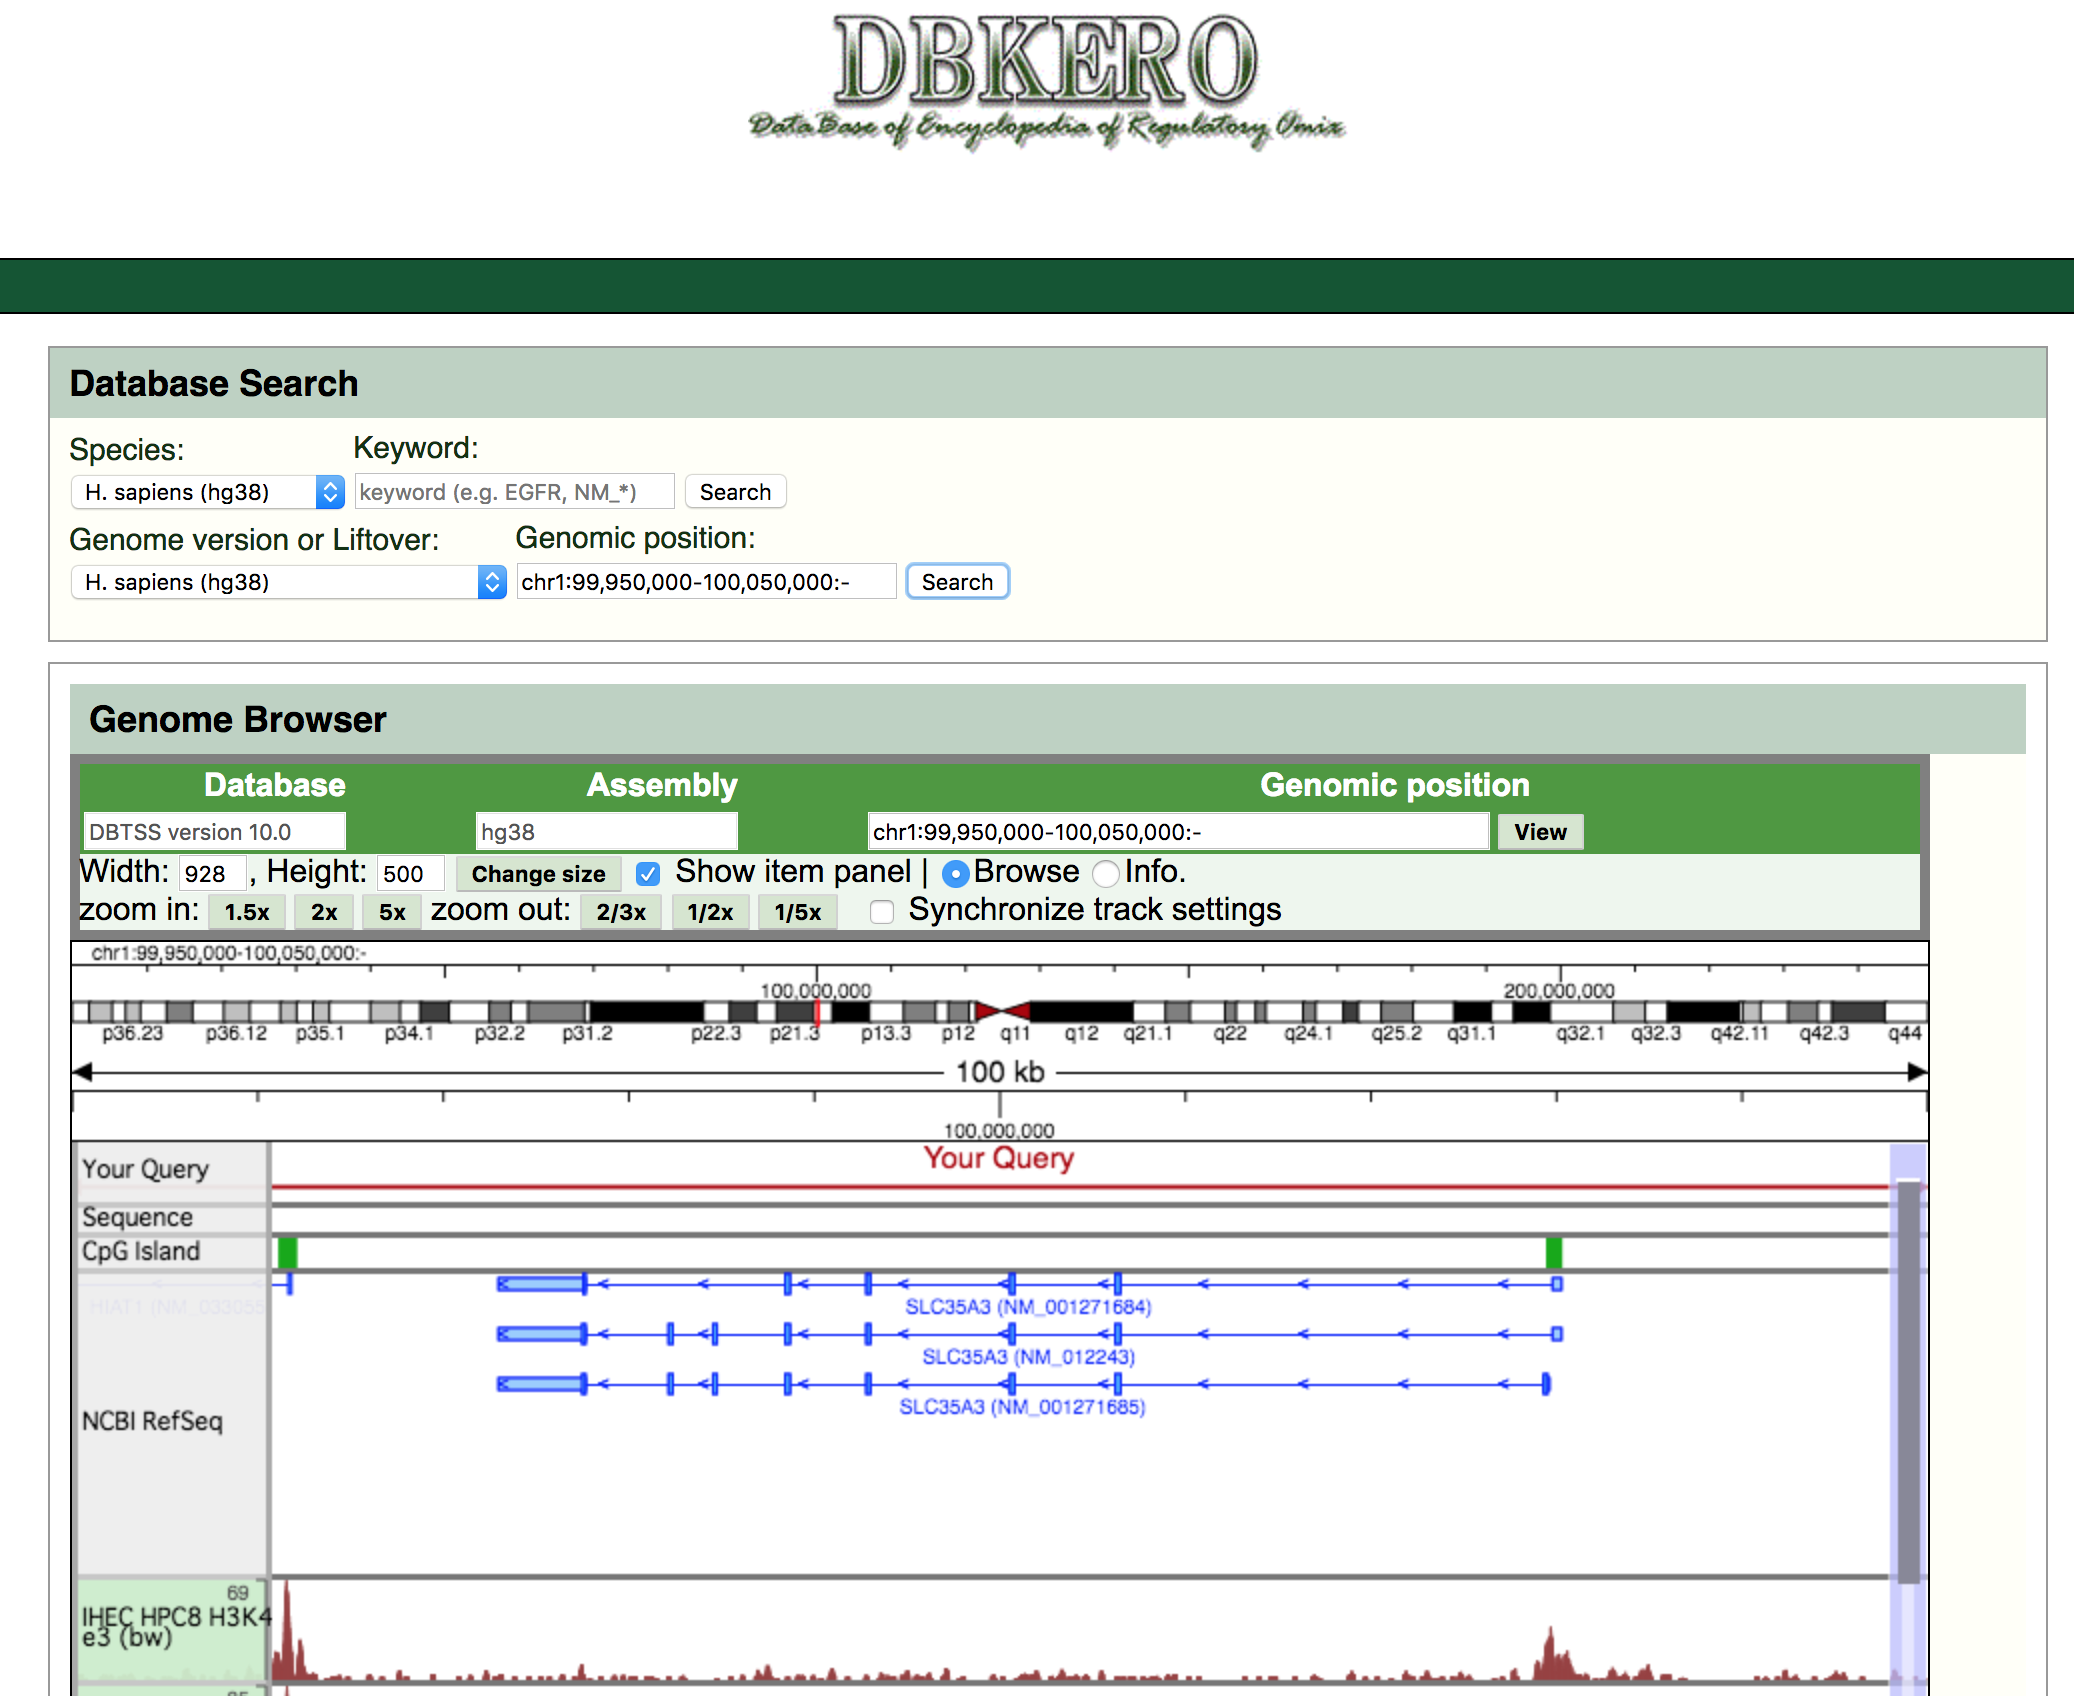 DBKERO
DataBase of Encyclopedia of Regulatory Omix
Database Search
Species: Keyword:
H. sapiens (hg38) keyword (e.g. EGFR, NM_*) Search
Genome version or Liftover: Genomic position:
H. sapiens (hg38) chr1:99,950,000-100,050,000:- Search
Genome Browser
Database Assembly Genomic position
DBTSS version 10.0 hg38 chr1:99,950,000-100,050,000:- View
Width: 928 , Height: 500 Change size Show item panel | Browse Info.
zoom in: 1.5x 2x 5x zoom out: 2/3x 1/2x 1/5x Synchronize track settings
chr1:99,950,000-100,050,000:-
100,000,000 200,000,000
p36.23 p36.12 p35.1 p34.1 p32.2 p31.2 p22.3 p21.3 p13.3 p12 q11 q12 q21.1 q22 q24.1 q25.2 q31.1 q32.1 q32.3 q42.11 q42.3 q44
100 kb
100,000,000
Your Query
Your Query
Sequence
CpG Island
HIAT1 (NM_033055
SLC35A3 (NM_001271684)
SLC35A3 (NM_012243)
SLC35A3 (NM_001271685)
NCBI RefSeq
69
IHEC HPC8 H3K4
e3 (bw)